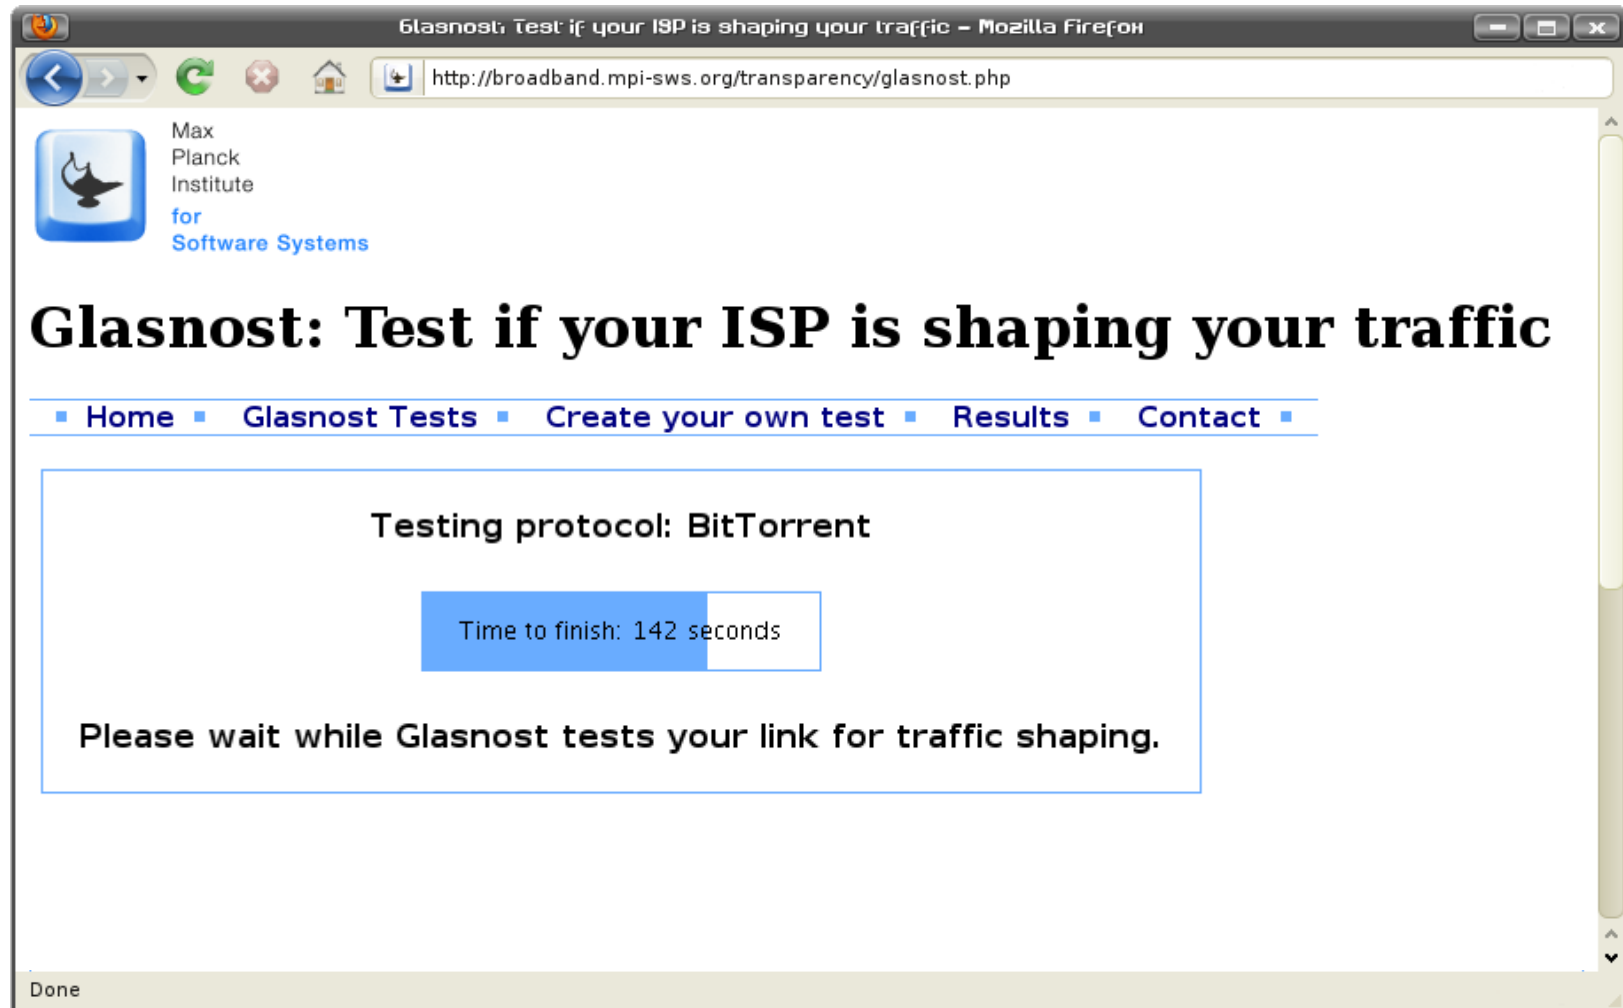 Glasnost: Test if your ISP is shaping your traffic – Mozilla Firefox
http://broadband.mpi-sws.org/transparency/glasnost.php
Max
Planck
Institute
for
Software Systems
Glasnost: Test if your ISP is shaping your traffic
Home Glasnost Tests Create your own test Results Contact
Testing protocol: BitTorrent
Time to finish: 142 seconds
Please wait while Glasnost tests your link for traffic shaping.
Done